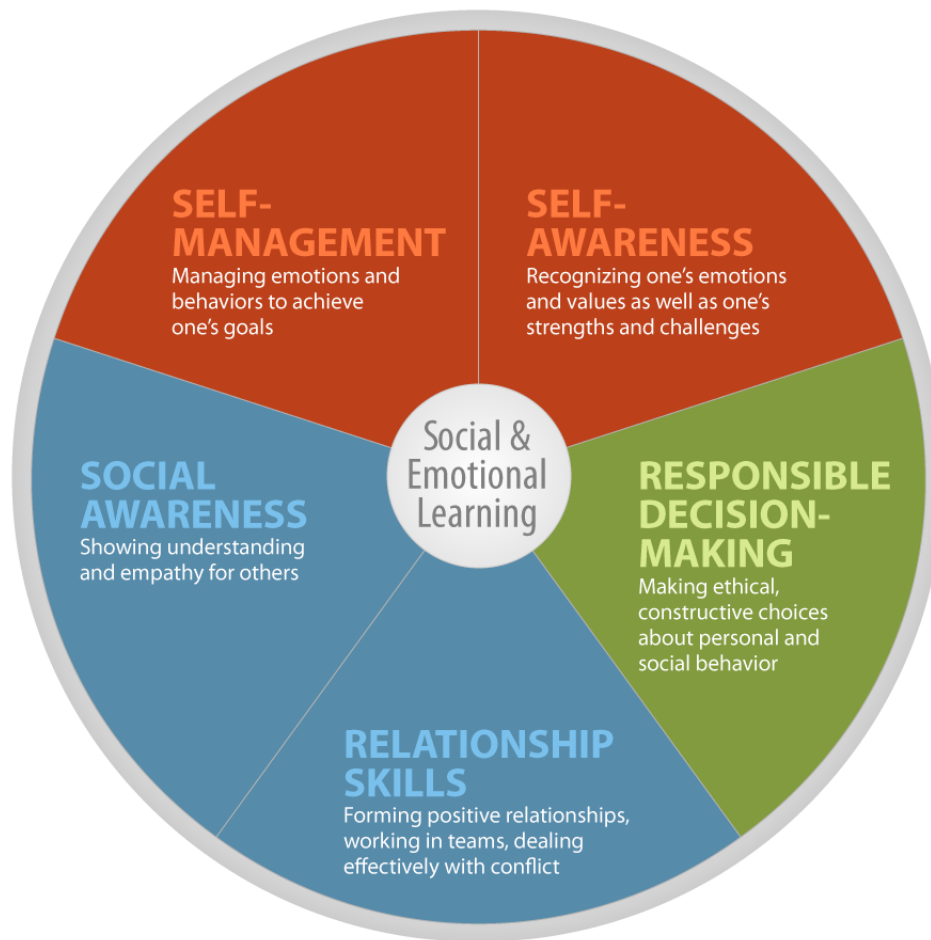 SELF-
MANAGEMENT
Managing emotions and
behaviors to achieve
one’s goals
SELF-
AWARENESS
Recognizing one’s emotions
and values as well as one’s
strengths and challenges
Social &
Emotional
Learning
SOCIAL
AWARENESS
Showing understanding
and empathy for others
RESPONSIBLE
DECISION-
MAKING
Making ethical,
constructive choices
about personal and
social behavior
RELATIONSHIP
SKILLS
Forming positive relationships,
working in teams, dealing
effectively with conflict